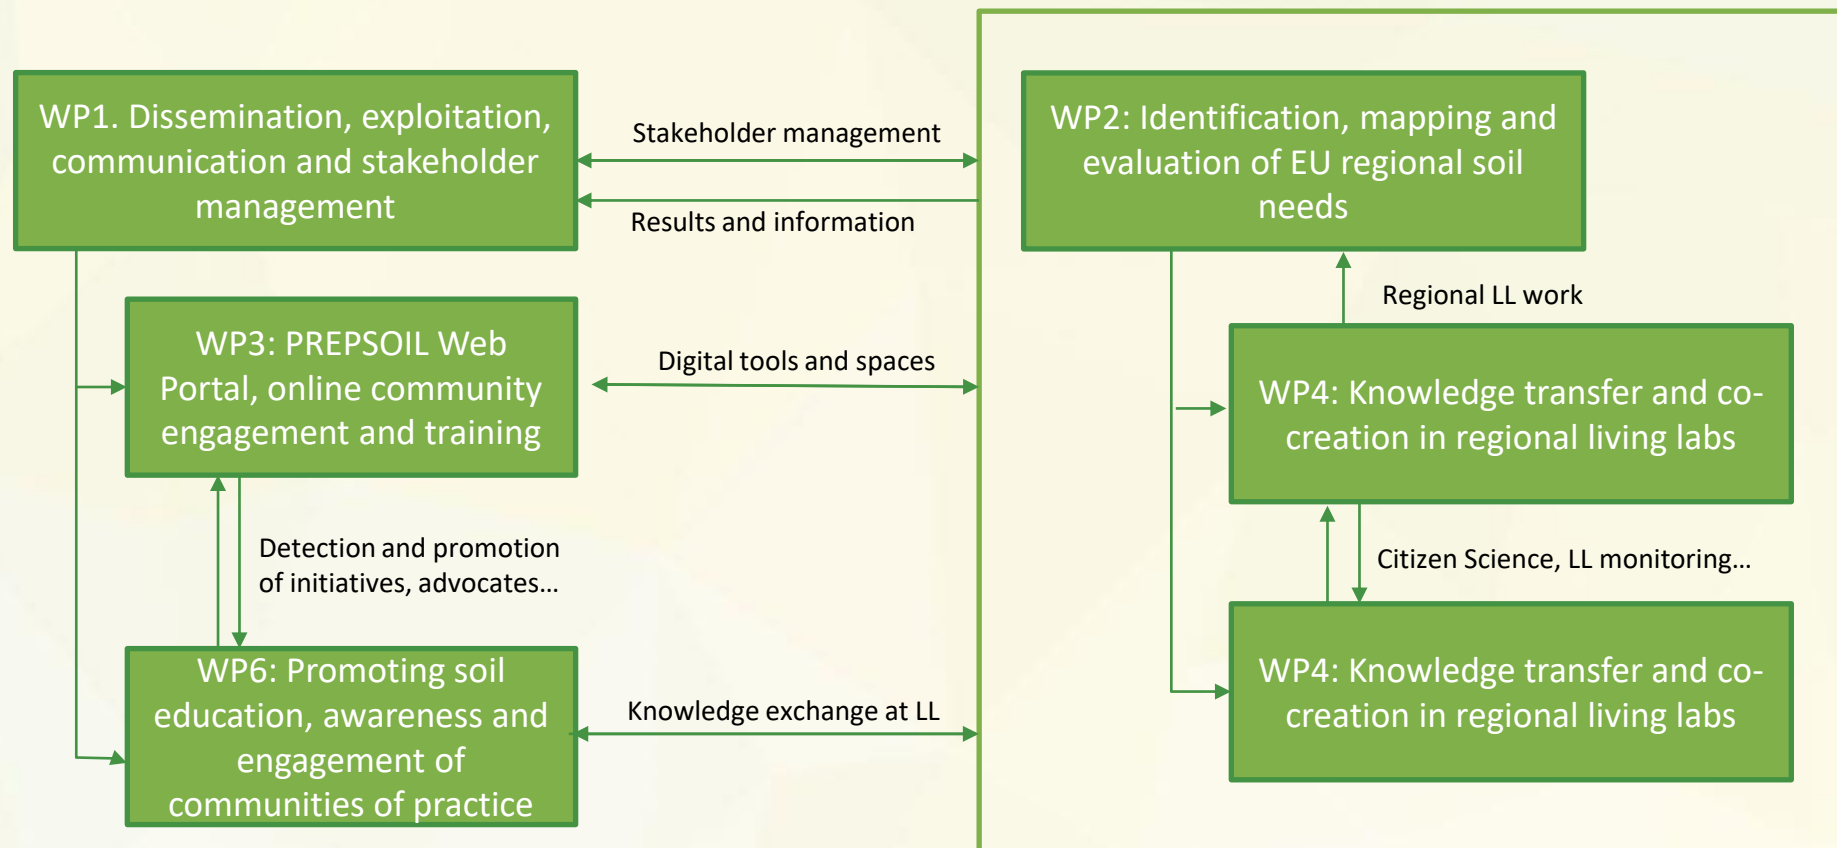 WP1. Dissemination, exploitation,
communication and stakeholder
management
Stakeholder management
Results and information
WP2: Identification, mapping and
evaluation of EU regional soil
needs
Regional LL work
WP3: PREPSOIL Web
Portal, online community
engagement and training
Digital tools and spaces
WP4: Knowledge transfer and co-
creation in regional living labs
Detection and promotion
of initiatives, advocates...
Citizen Science, LL monitoring...
WP6: Promoting soil
education, awareness and
engagement of
communities of practice
Knowledge exchange at LL
WP4: Knowledge transfer and co-
creation in regional living labs